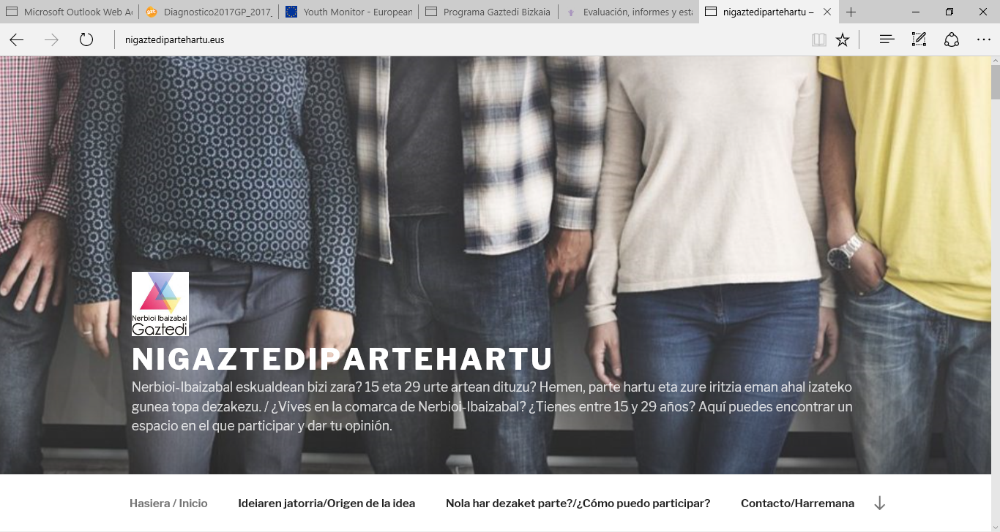 Microsoft Outlook Web Ac
Diagnostico2017GP_2017_
Youth Monitor - European
Programa Gaztedi Bizkaia
Evaluación, informes y esta
nigaztedipartehartu –
nigaztedipartehartu.eus
Nerbioi Ibaizabal
Gaztedi
NIGAZTEDIPARTEHARTU
Nerbioi-Ibaizabal eskualdean bizi zara? 15 eta 29 urte artean dituzu? Hemen, parte hartu eta zure iritzia eman ahal izateko
gunea topa dezakezu. / ¿Vives en la comarca de Nerbioi-Ibaizabal? ¿Tienes entre 15 y 29 años? Aquí puedes encontrar un
espacio en el que participar y dar tu opinión.
Hasiera / Inicio
Ideiaren jatorria/Origen de la idea
Nola har dezaket parte?/¿Cómo puedo participar?
Contacto/Harremana